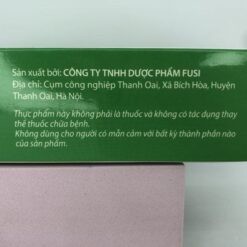 Sản xuất bởi: CÔNG TY TNHH DƯỢC PHẨM FUSI
Địa chỉ: Cụm công nghiệp Thanh Oai, Xã Bích Hòa, Huyện
Thanh Oai, Hà Nội.
Thực phẩm này không phải là thuốc và không có tác dụng thay
thế thuốc chữa bệnh.
Không dùng cho người có mẫn cảm với bất kỳ thành phần nào
của sản phẩm.